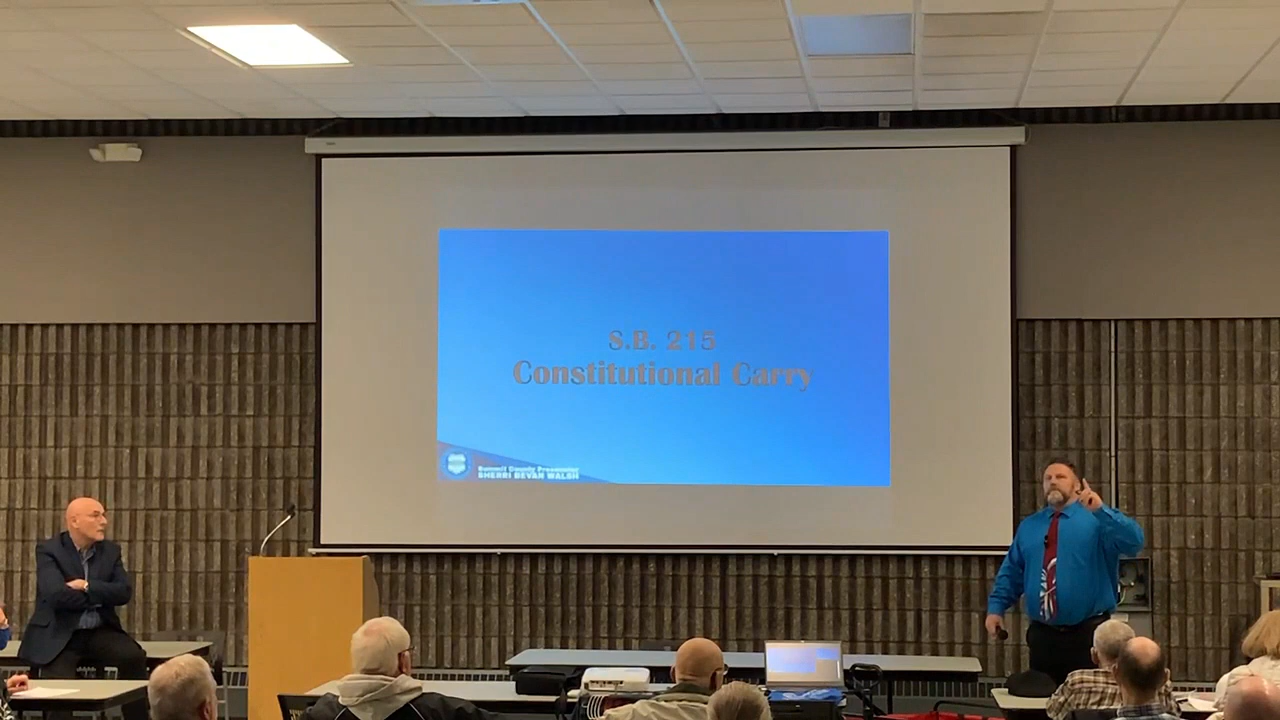 S.B. 215
Constitutional Carry
Summit County Prosecutor
SHERRI BEVAN WALSH